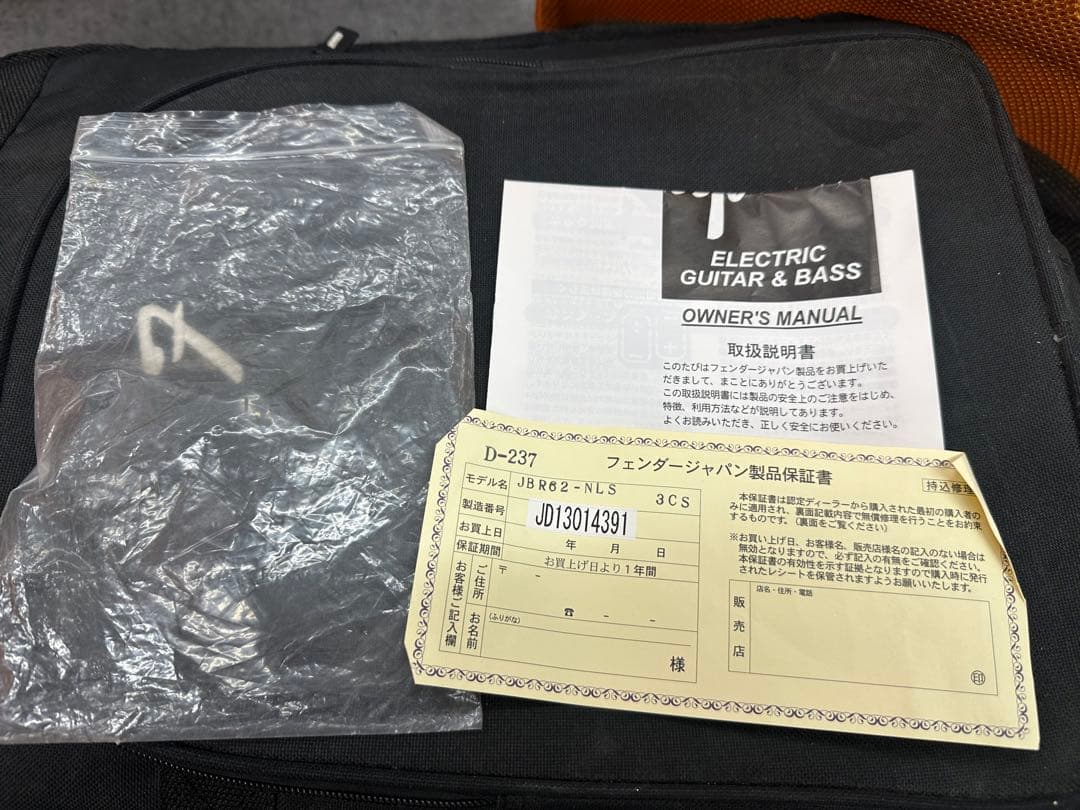 ELECTRIC
GUITAR & BASS
OWNER'S MANUAL
取扱説明書
このたびはフェンダージャパン製品をお買上げいた
だきまして、まことにありがとうございます。
この取扱説明書には製品の安全上のご注意をはじめ、
特徴、利用方法などが説明してあります。
よくお読みいただき、正しく安全にお使いください。
D-237
フェンダージャパン製品保証書
持込修理
モデル名 JBR62-NLS 3CS
製造番号 JD13014391
お買上日 年 月 日
保証期間 お買上げ日より1年間
お客様ご記入欄
ご住所 〒 -
☎ - -
お名前 (ふりがな)
様
本保証書は認定ディーラーから購入された最初の購入者の
みに適用され、裏面記載内容で無償修理を行うことをお約束
するものです。(裏面をご覧ください)
※お買い上げ日、お客様名、販売店様名の記入のない場合は
無効となりますので、必ず記入の有無をご確認ください。
本保証書の有効性を示す証拠となりますので購入時に発行
されたレシートを保管されますようお願いいたします。
販売店
店名・住所・電話
印